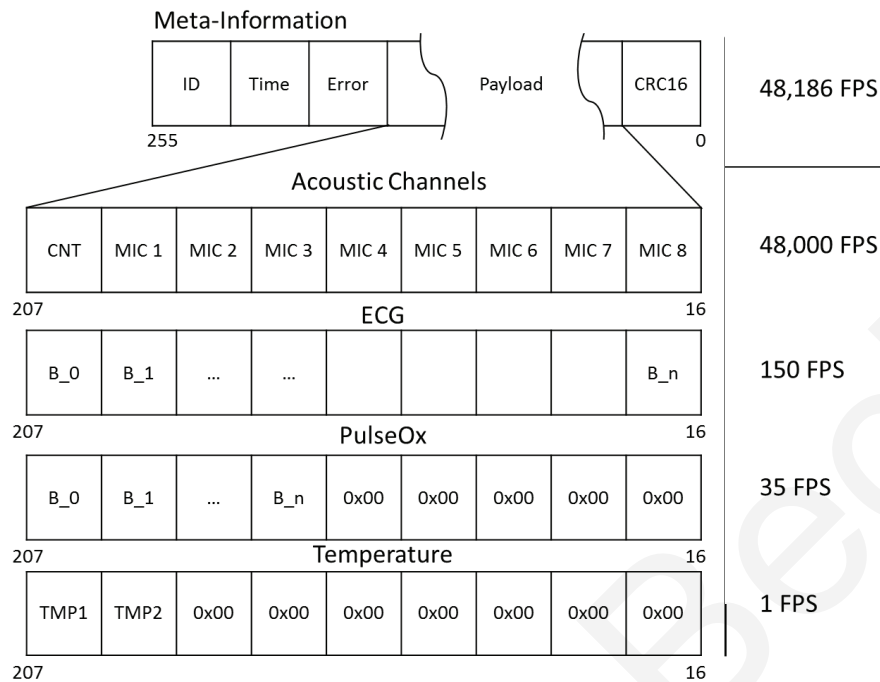 Meta-Information
ID Time Error Payload CRC16 48,186 FPS
255 0
Acoustic Channels
CNT MIC 1 MIC 2 MIC 3 MIC 4 MIC 5 MIC 6 MIC 7 MIC 8 48,000 FPS
207 16
ECG
B_0 B_1 ... ... B_n 150 FPS
207 16
PulseOx
B_0 B_1 ... B_n 0x00 0x00 0x00 0x00 0x00 35 FPS
207 16
Temperature
TMP1 TMP2 0x00 0x00 0x00 0x00 0x00 0x00 0x00 1 FPS
207 16